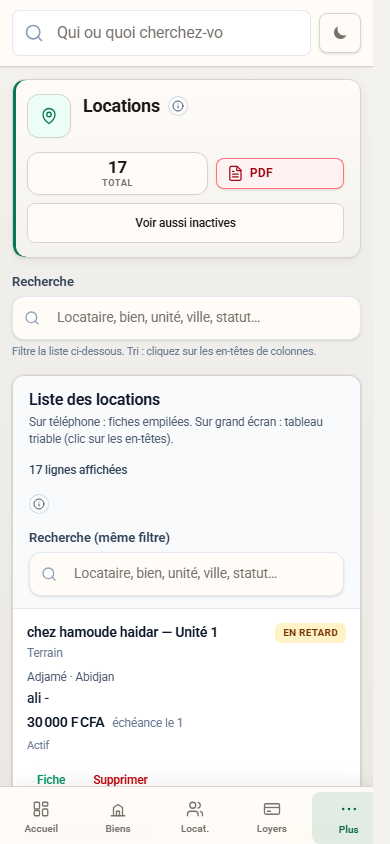 Qui ou quoi cherchez-vo
Locations
17
TOTAL
PDF
Voir aussi inactives
Recherche
Locataire, bien, unité, ville, statut…
Filtre la liste ci-dessous. Tri : cliquez sur les en-têtes de colonnes.
Liste des locations
Sur téléphone : fiches empilées. Sur grand écran : tableau
triable (clic sur les en-têtes).
17 lignes affichées
Recherche (même filtre)
Locataire, bien, unité, ville, statut…
chez hamoude haidar — Unité 1
EN RETARD
Terrain
Adjamé · Abidjan
ali -
30 000 F CFA échéance le 1
Actif
Fiche Supprimer
Accueil Biens Locat. Loyers Plus